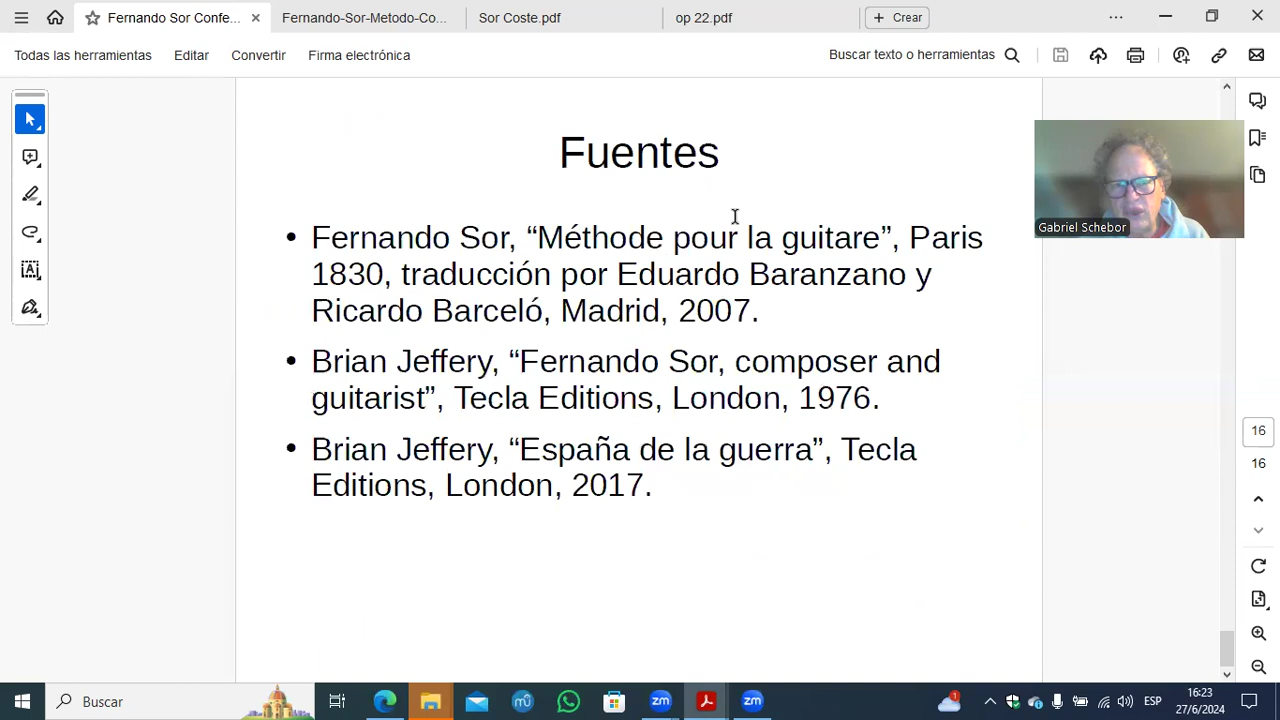 Fernando Sor Confe...
Fernando-Sor-Metodo-Co...
Sor Coste.pdf
op 22.pdf
Crear
Todas las herramientas
Editar
Convertir
Firma electrónica
Buscar texto o herramientas
Fuentes
Gabriel Schebor
• Fernando Sor, “Méthode pour la guitare”, Paris
1830, traducción por Eduardo Baranzano y
Ricardo Barceló, Madrid, 2007.
• Brian Jeffery, “Fernando Sor, composer and
guitarist”, Tecla Editions, London, 1976.
• Brian Jeffery, “España de la guerra”, Tecla
Editions, London, 2017.
16
16
Buscar
zm
zm
1
ESP
16:23
27/6/2024